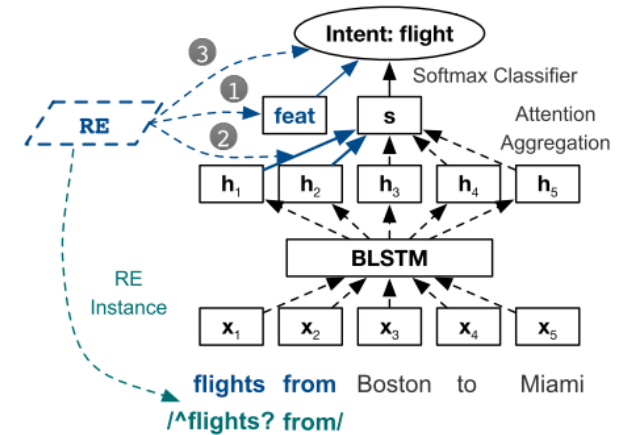 Intent: flight
3
Softmax Classifier
1
feat
s
RE
Attention
Aggregation
2
h1 h2 h3 h4 h5
BLSTM
RE
Instance
x1 x2 x3 x4 x5
flights from Boston to Miami
/^flights? from/